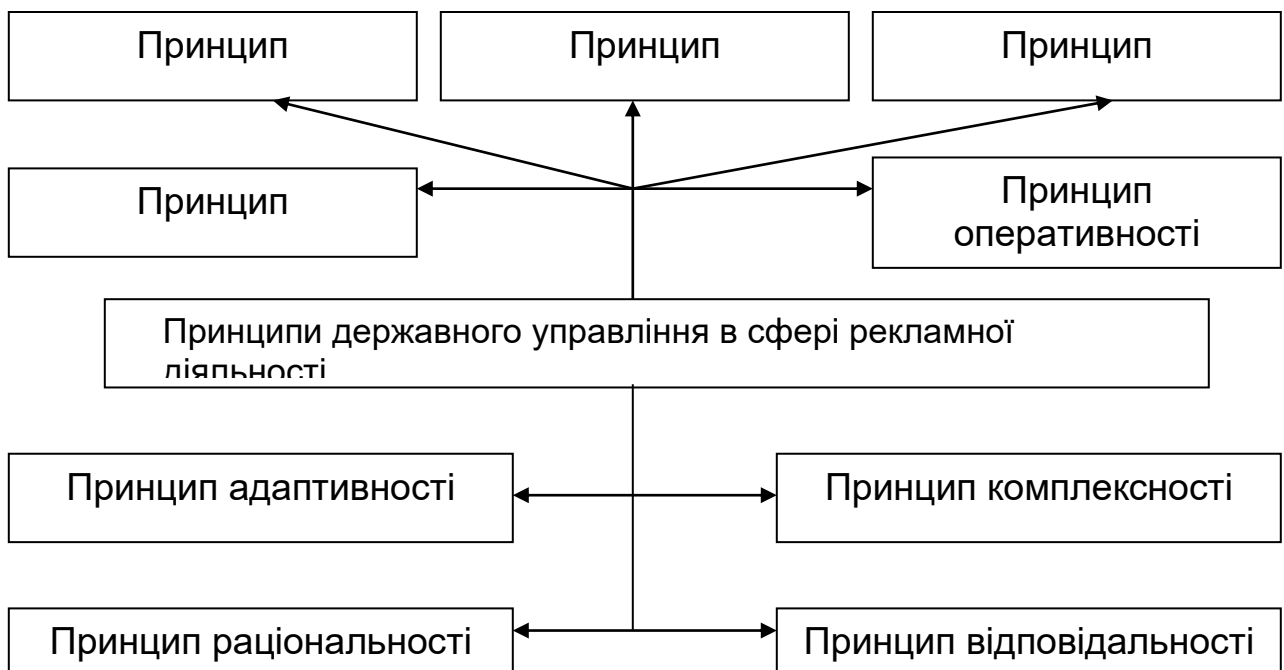 Принцип
Принцип
Принцип
Принцип
Принцип
оперативності
Принципи державного управління в сфері рекламної
діяльності
Принцип адаптивності
Принцип комплексності
Принцип раціональності
Принцип відповідальності